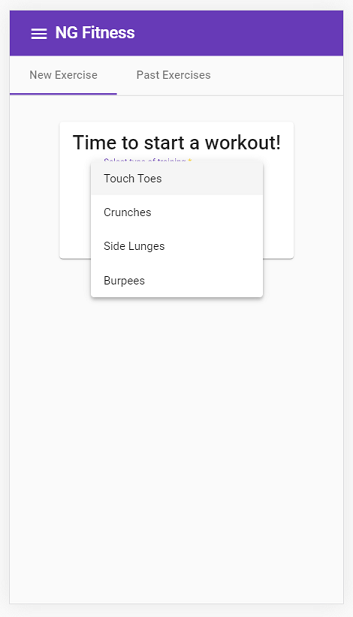 NG Fitness
New Exercise
Past Exercises
Time to start a workout!
Select type of training *
Touch Toes
Crunches
Side Lunges
Burpees